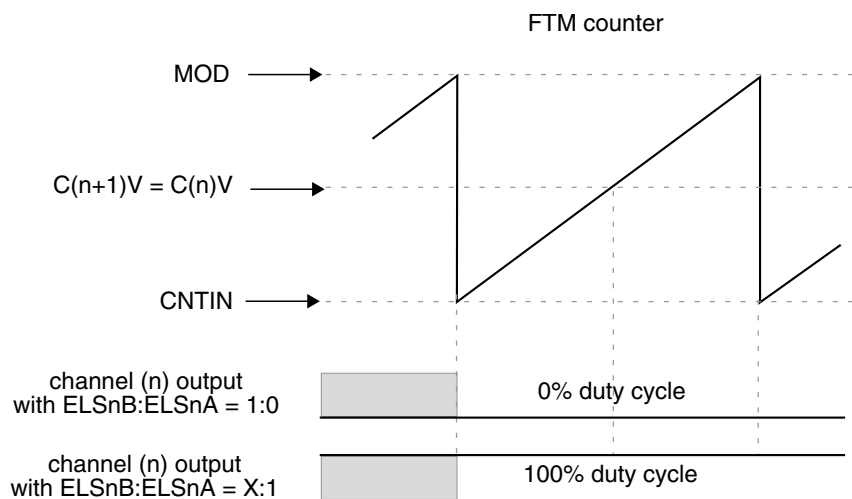 FTM counter
MOD
C(n+1)V = C(n)V
CNTIN
channel (n) output
with ELSnB:ELSnA = 1:0
0% duty cycle
channel (n) output
with ELSnB:ELSnA = X:1
100% duty cycle